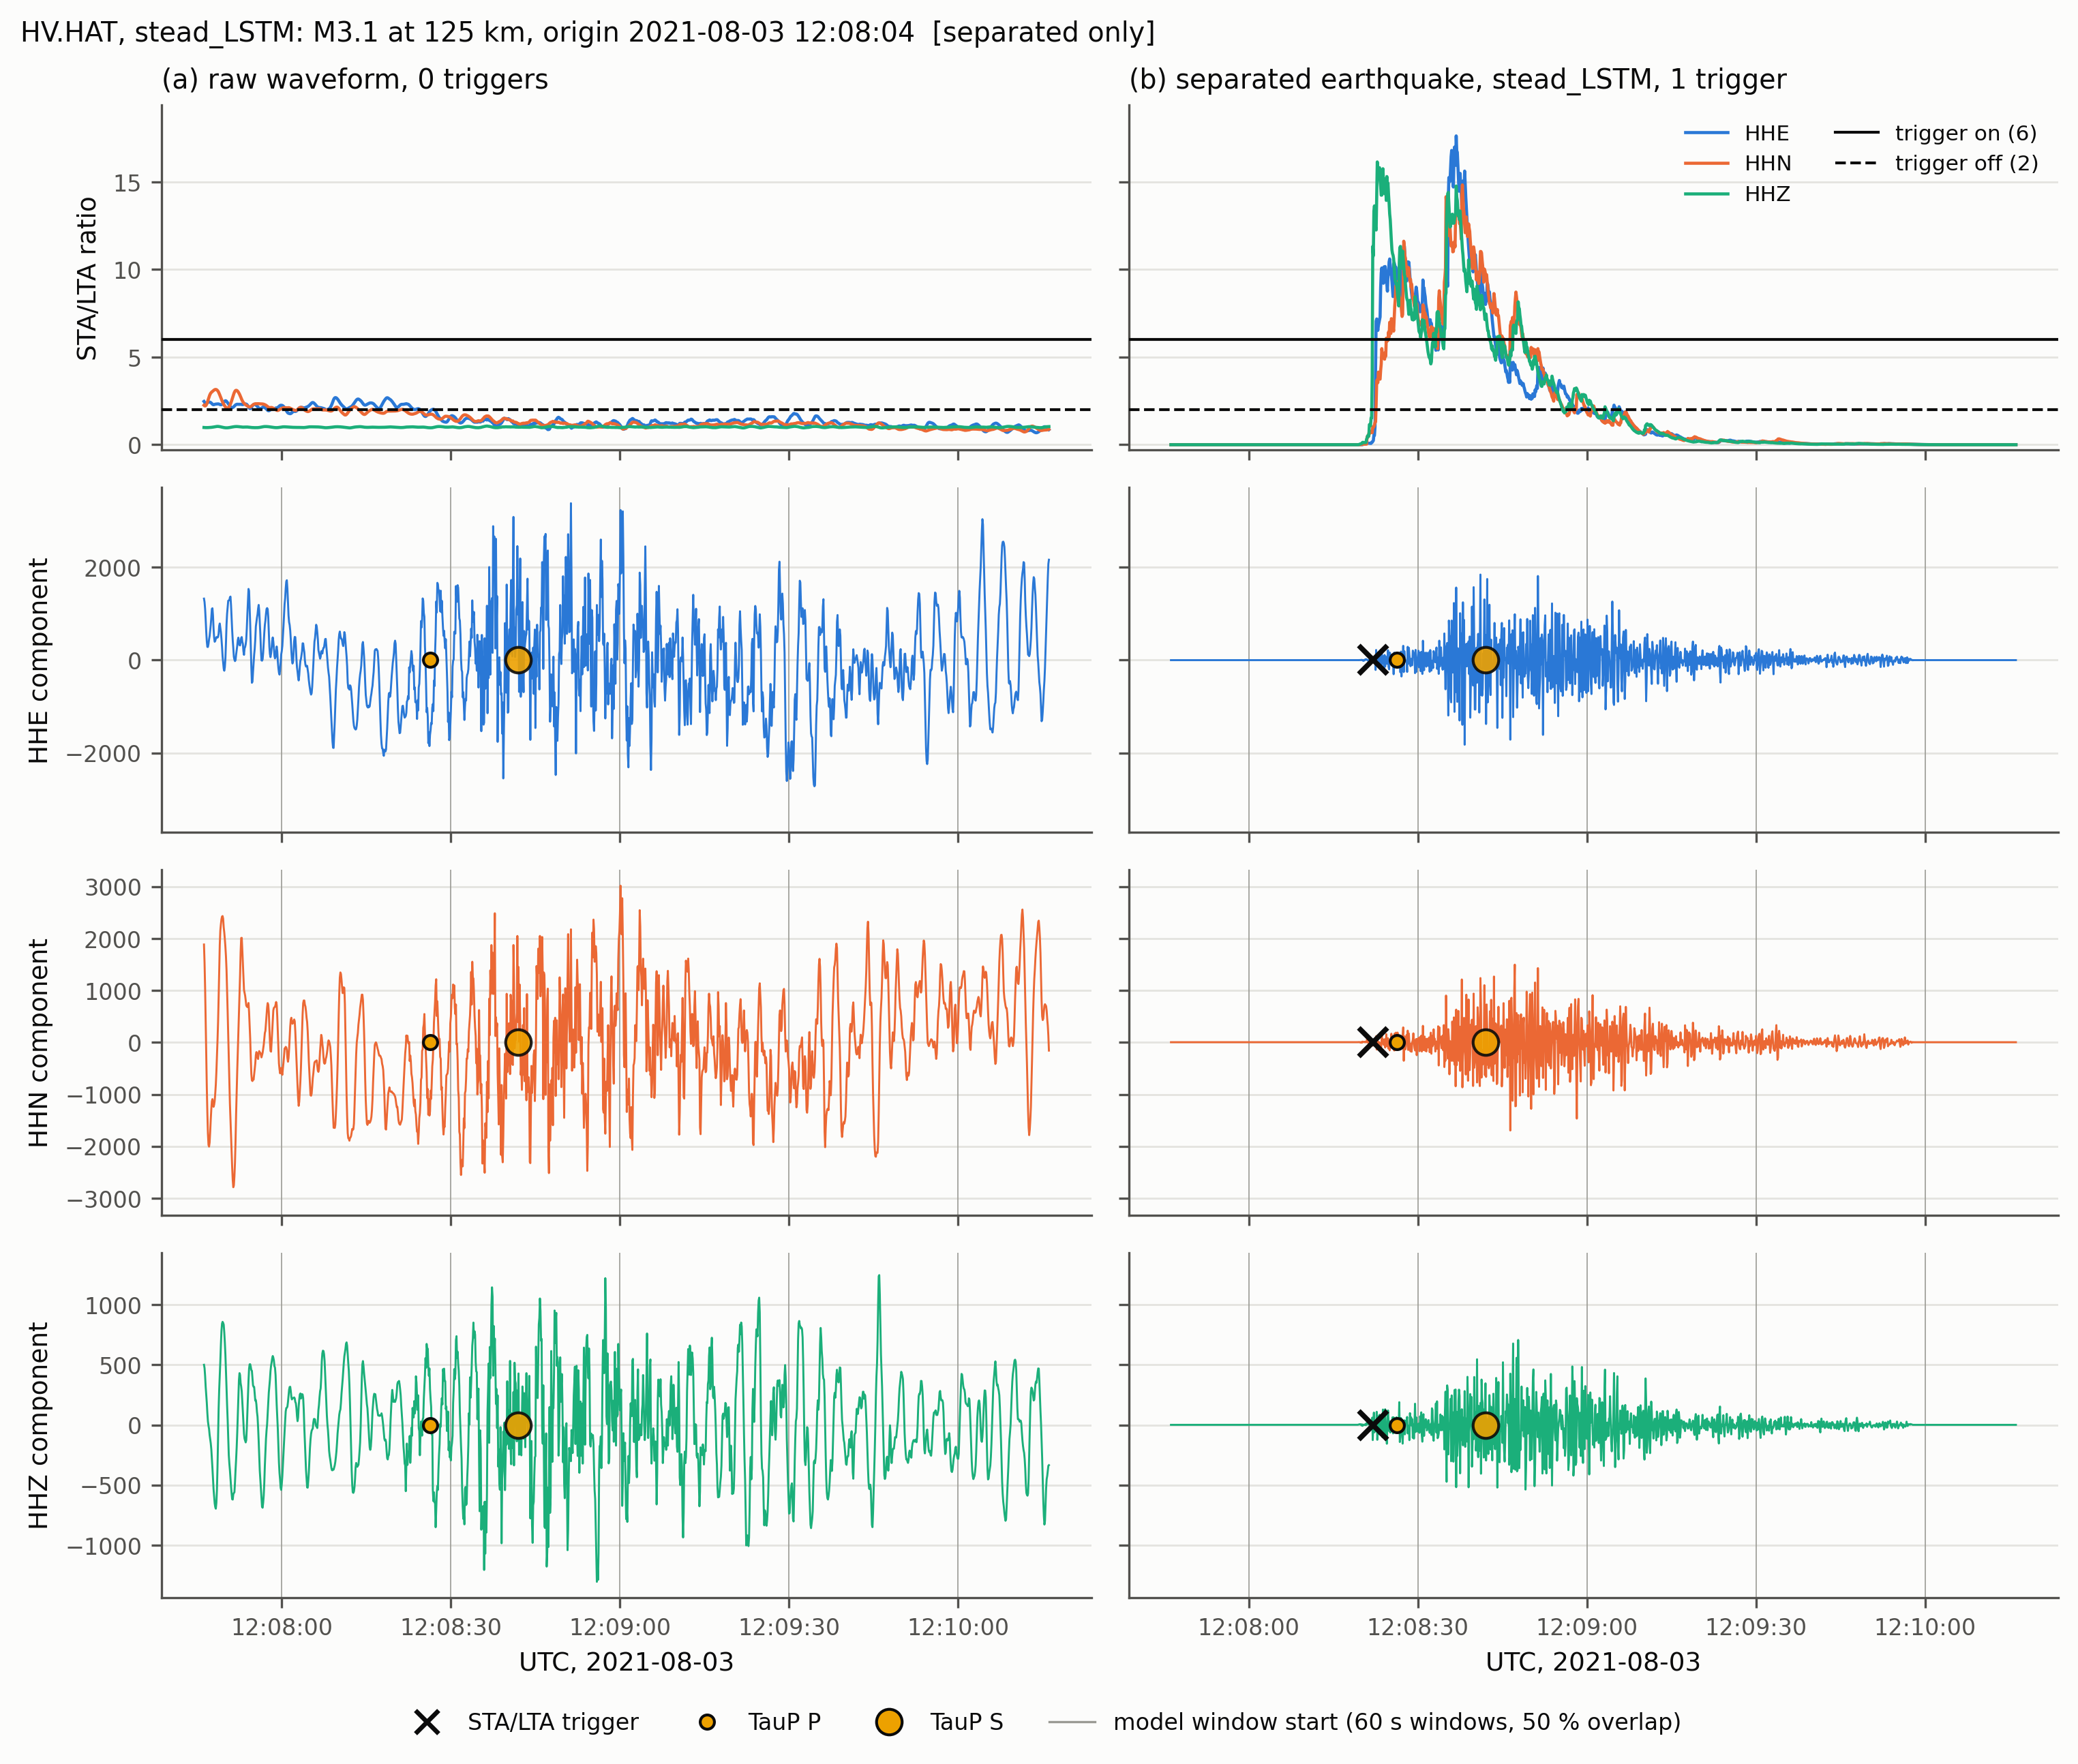 HV.HAT, stead_LSTM: M3.1 at 125 km, origin 2021-08-03 12:08:04 [separated only]
(a) raw waveform, 0 triggers
STA/LTA ratio
15
10
5
0
(b) separated earthquake, stead_LSTM, 1 trigger
HHE
HHN
HHZ
trigger on (6)
trigger off (2)
HHE component
2000
0
−2000
HHN component
3000
2000
1000
0
−1000
−2000
−3000
HHZ component
1000
500
0
−500
−1000
12:08:00 12:08:30 12:09:00 12:09:30 12:10:00
UTC, 2021-08-03
12:08:00 12:08:30 12:09:00 12:09:30 12:10:00
UTC, 2021-08-03
STA/LTA trigger TauP P TauP S model window start (60 s windows, 50 % overlap)